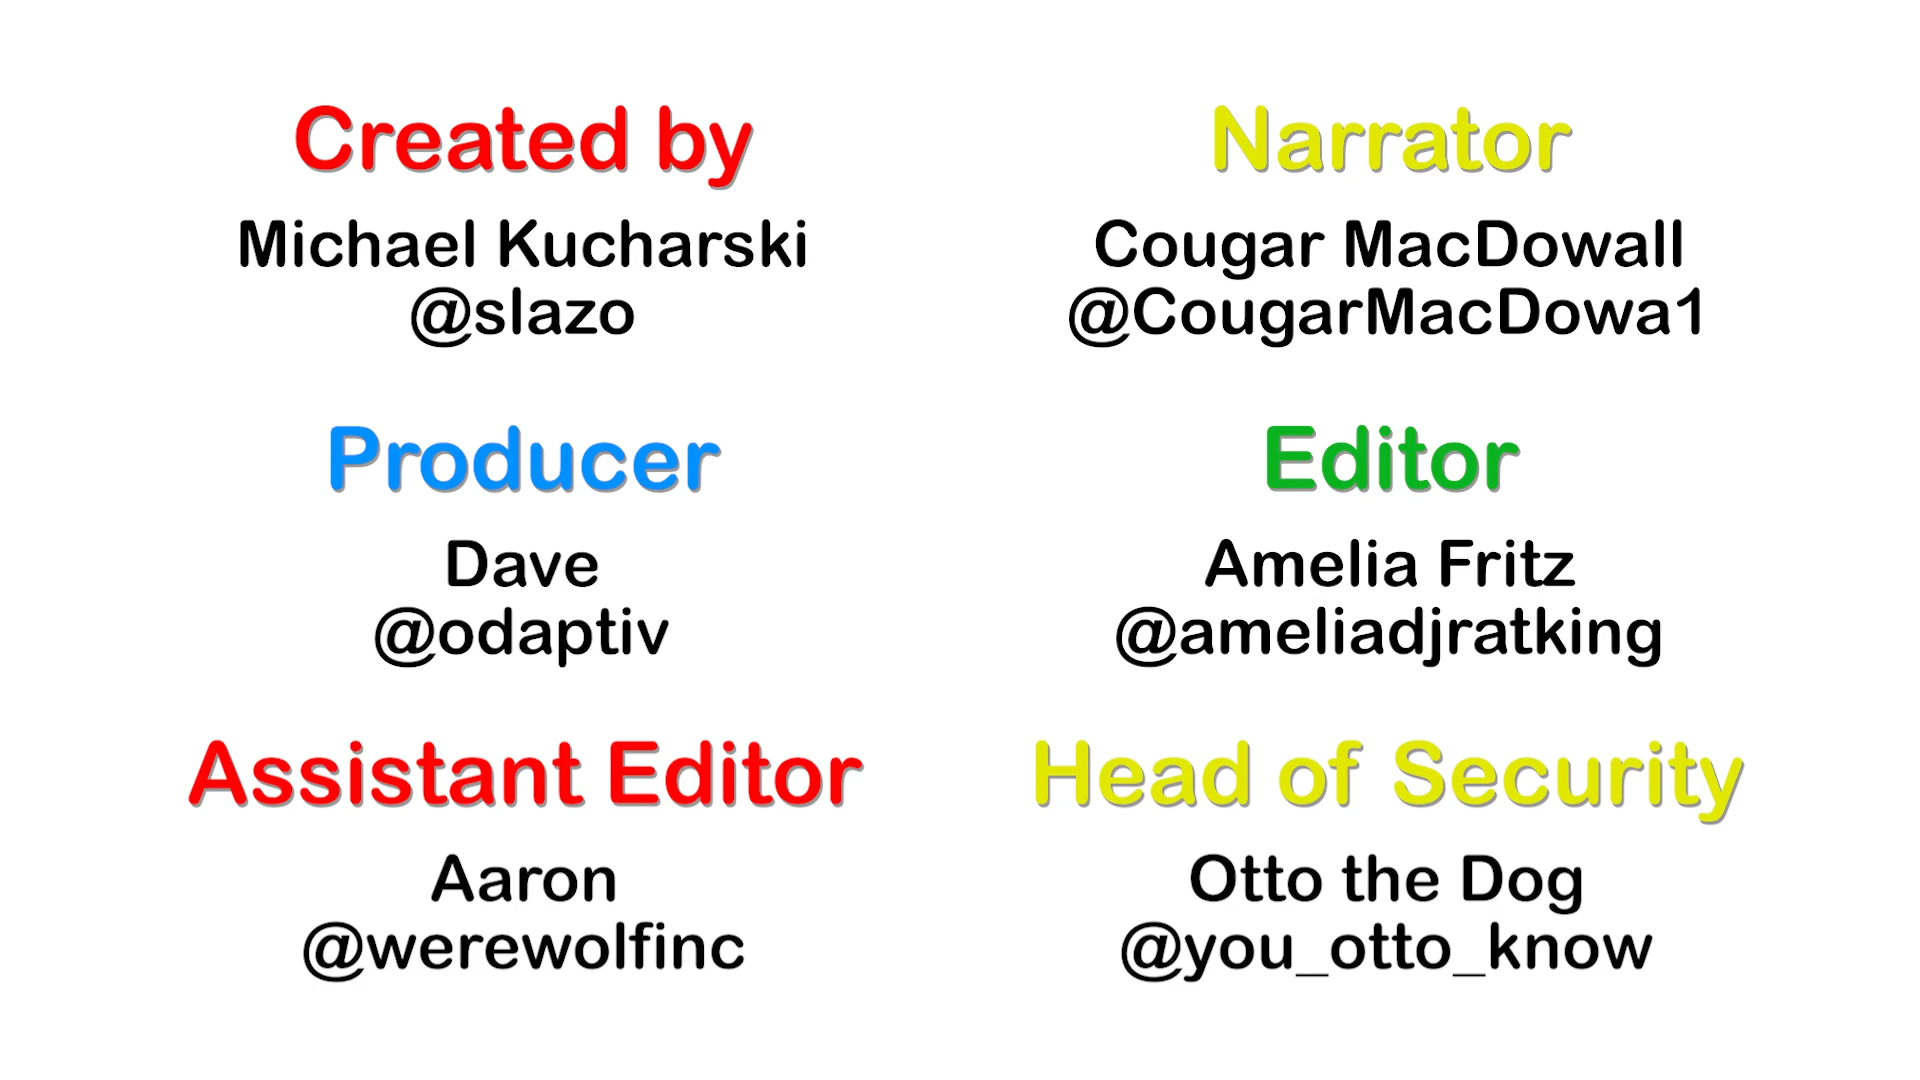 Created by
Michael Kucharski
@slazo
Narrator
Cougar MacDowall
@CougarMacDowa1
Producer
Dave
@odaptiv
Editor
Amelia Fritz
@ameliadjratking
Assistant Editor
Aaron
@werewolfinc
Head of Security
Otto the Dog
@you_otto_know